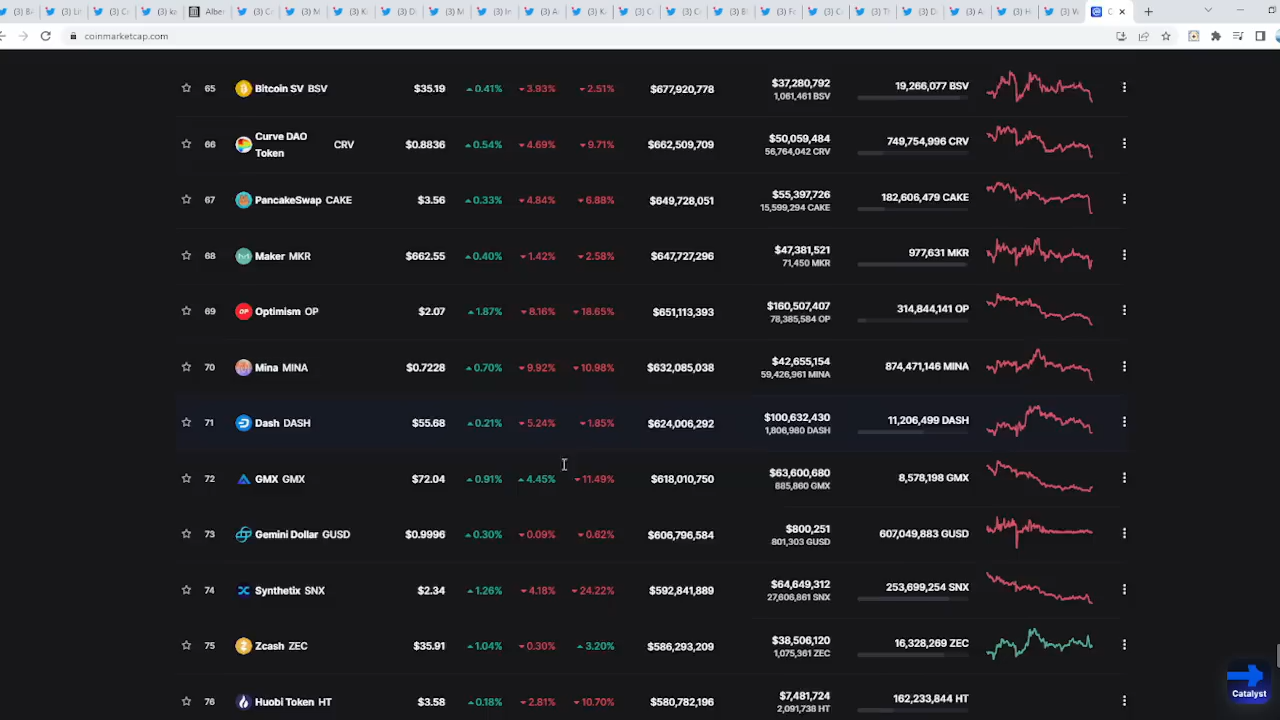 (3) M
Alber
coinmarketcap.com
65 Bitcoin SV BSV $35.19 0.41% 3.93% 2.51% $677,920,778 $37,280,792 19,266,077 BSV
1,061,461 BSV
66 Curve DAO Token CRV $0.8836 0.54% 4.69% 9.71% $662,509,709 $50,059,484 749,754,996 CRV
56,764,042 CRV
67 PancakeSwap CAKE $3.56 0.33% 4.84% 6.88% $649,728,051 $55,397,726 182,606,479 CAKE
15,599,294 CAKE
68 Maker MKR $662.55 0.40% 1.42% 2.58% $647,727,296 $47,381,521 977,631 MKR
71,450 MKR
69 Optimism OP $2.07 1.87% 8.16% 18.65% $651,113,393 $160,507,407 314,844,141 OP
78,385,584 OP
70 Mina MINA $0.7228 0.70% 9.92% 10.98% $632,085,038 $42,655,154 874,471,146 MINA
59,426,961 MINA
71 Dash DASH $55.68 0.21% 5.24% 1.85% $624,006,292 $100,632,430 11,206,499 DASH
1,806,980 DASH
72 GMX GMX $72.04 0.91% 4.45% 11.49% $618,010,750 $63,600,680 8,578,198 GMX
885,860 GMX
73 Gemini Dollar GUSD $0.9996 0.30% 0.09% 0.62% $606,796,584 $800,251 607,049,883 GUSD
801,303 GUSD
74 Synthetix SNX $2.34 1.26% 4.18% 24.22% $592,841,889 $64,649,312 253,699,254 SNX
27,606,861 SNX
75 Zcash ZEC $35.91 1.04% 0.30% 3.20% $586,293,209 $38,506,120 16,328,269 ZEC
1,075,361 ZEC
76 Huobi Token HT $3.58 0.18% 2.81% 10.70% $580,782,196 $7,481,724 162,233,844 HT
2,091,738 HT
Catalyst